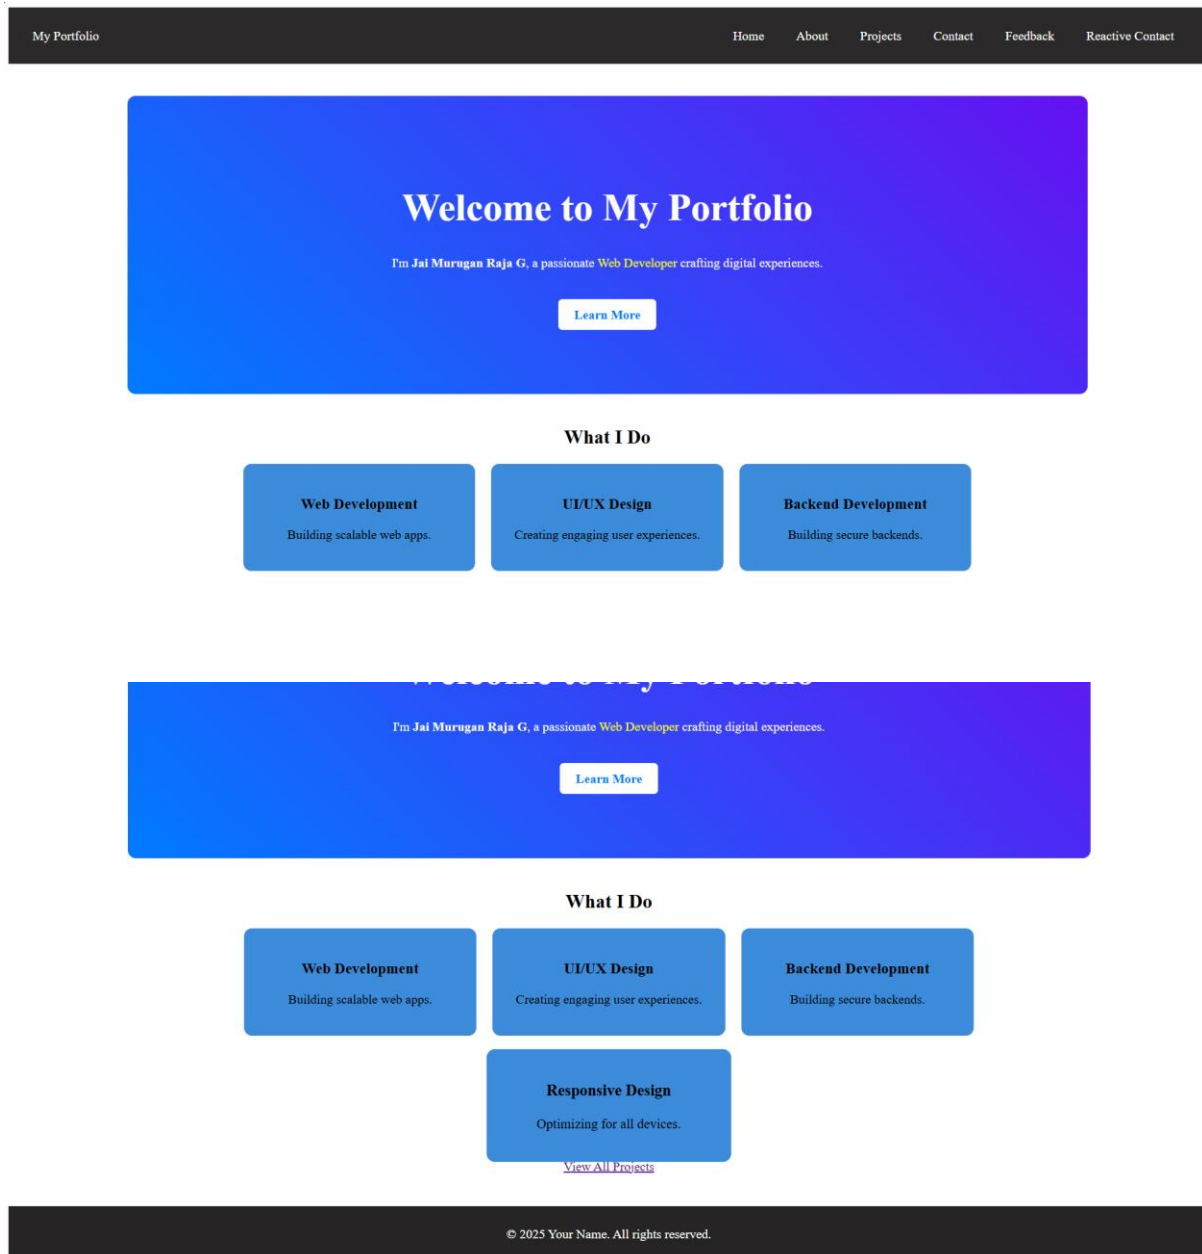 My Portfolio
Home About Projects Contact Feedback Reactive Contact
Welcome to My Portfolio
I'm Jai Murugan Raja G, a passionate Web Developer crafting digital experiences.
Learn More
What I Do
Web Development
Building scalable web apps.
UI/UX Design
Creating engaging user experiences.
Backend Development
Building secure backends.
Welcome to My Portfolio
I'm Jai Murugan Raja G, a passionate Web Developer crafting digital experiences.
Learn More
What I Do
Web Development
Building scalable web apps.
UI/UX Design
Creating engaging user experiences.
Backend Development
Building secure backends.
Responsive Design
Optimizing for all devices.
View All Projects
© 2025 Your Name. All rights reserved.